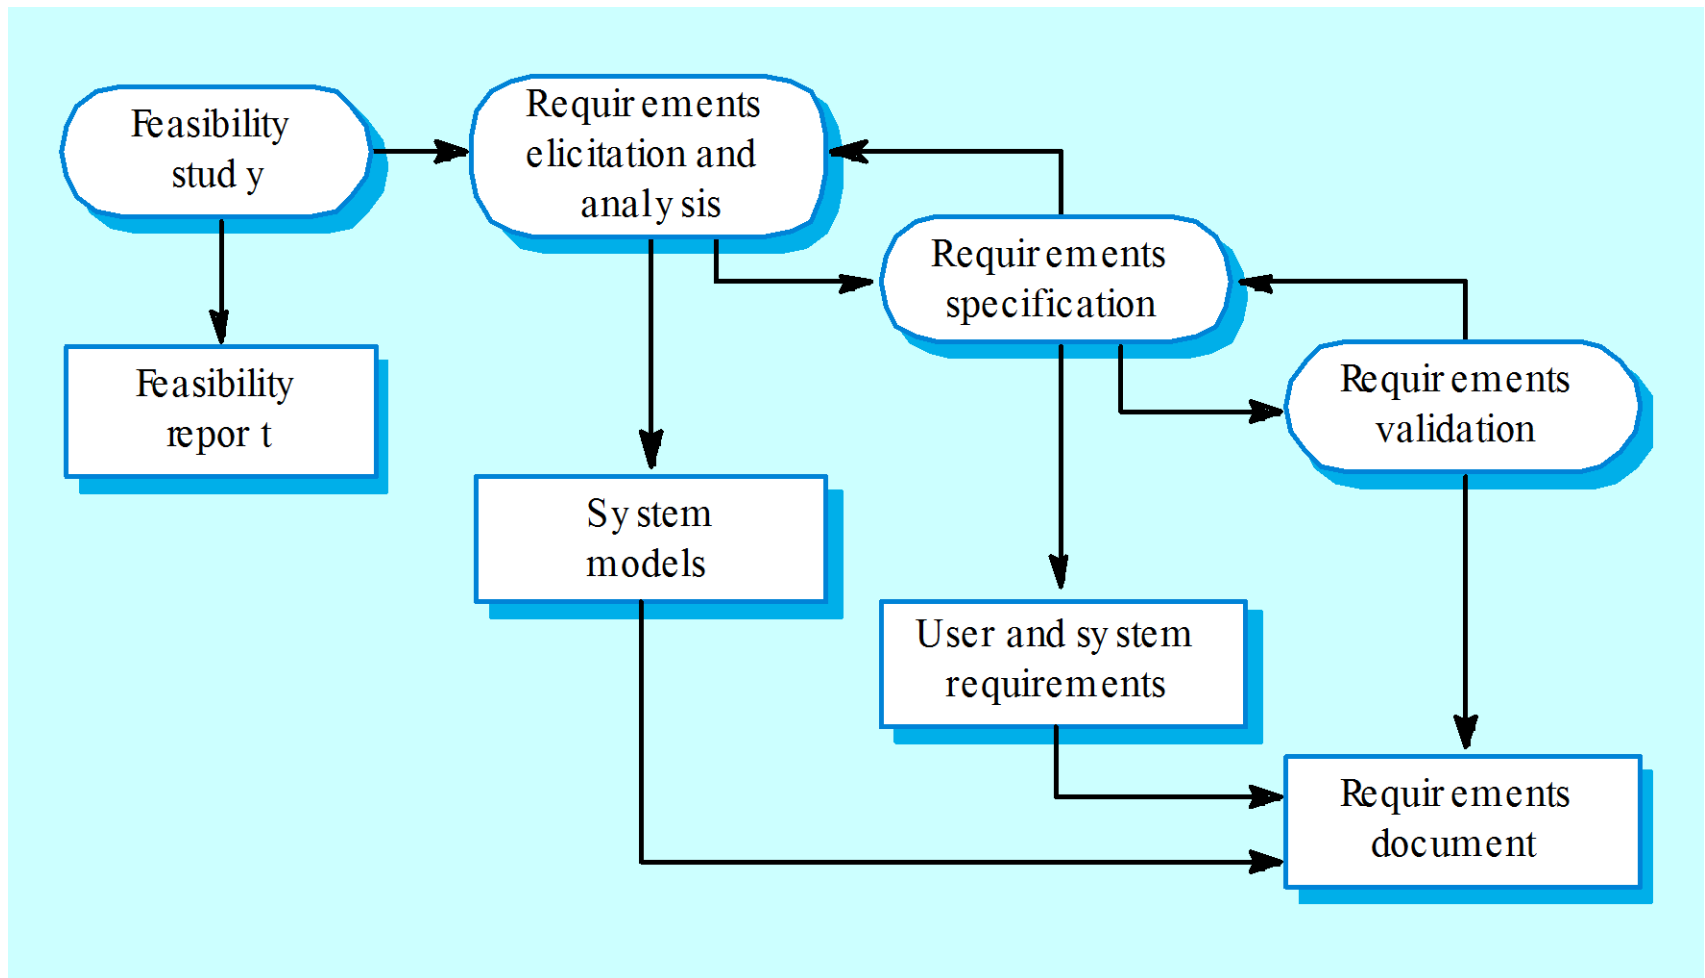 Feasibility
study
Requirements
elicitation and
analysis
Requirements
specification
Requirements
validation
Feasibility
report
System
models
User and system
requirements
Requirements
document